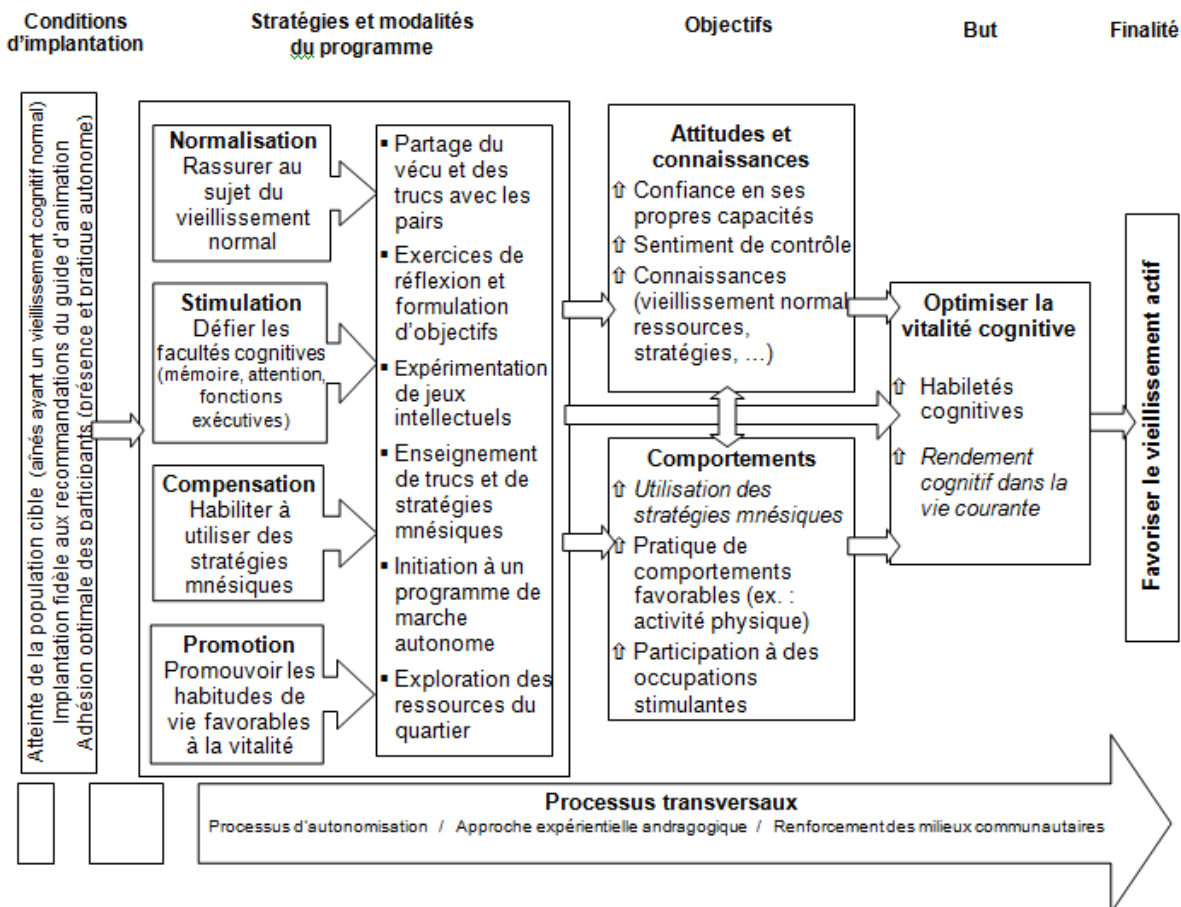 Conditions
d'implantation
Stratégies et modalités
du programme
Objectifs
But
Finalité
Atteinte de la population cible (aînés ayant un vieillissement cognitif normal)
Implantation fidèle aux recommandations du guide d'animation
Adhésion optimale des participants (présence et pratique autonome)
Normalisation
Rassurer au
sujet du
vieillissement
normal
Stimulation
Défier les
facultés cognitives
(mémoire, attention,
fonctions
exécutives)
Compensation
Habiliter à
utiliser des
stratégies
mnésiques
Promotion
Promouvoir les
habitudes de
vie favorables
à la vitalité
▪ Partage du
vécu et des
trucs avec les
pairs
▪ Exercices de
réflexion et
formulation
d'objectifs
▪ Expérimentation
de jeux
intellectuels
▪ Enseignement
de trucs et de
stratégies
mnésiques
▪ Initiation à un
programme de
marche
autonome
▪ Exploration des
ressources du
quartier
Attitudes et
connaissances
⇧ Confiance en ses
propres capacités
⇧ Sentiment de contrôle
⇧ Connaissances
(vieillissement normal
ressources,
stratégies, ...)
Comportements
⇧ Utilisation des
stratégies mnésiques
⇧ Pratique de
comportements
favorables (ex. :
activité physique)
⇧ Participation à des
occupations
stimulantes
Optimiser la
vitalité cognitive
⇧ Habiletés
cognitives
⇧ Rendement
cognitif dans la
vie courante
Favoriser le vieillissement actif
Processus transversaux
Processus d'autonomisation / Approche expérientielle andragogique / Renforcement des milieux communautaires